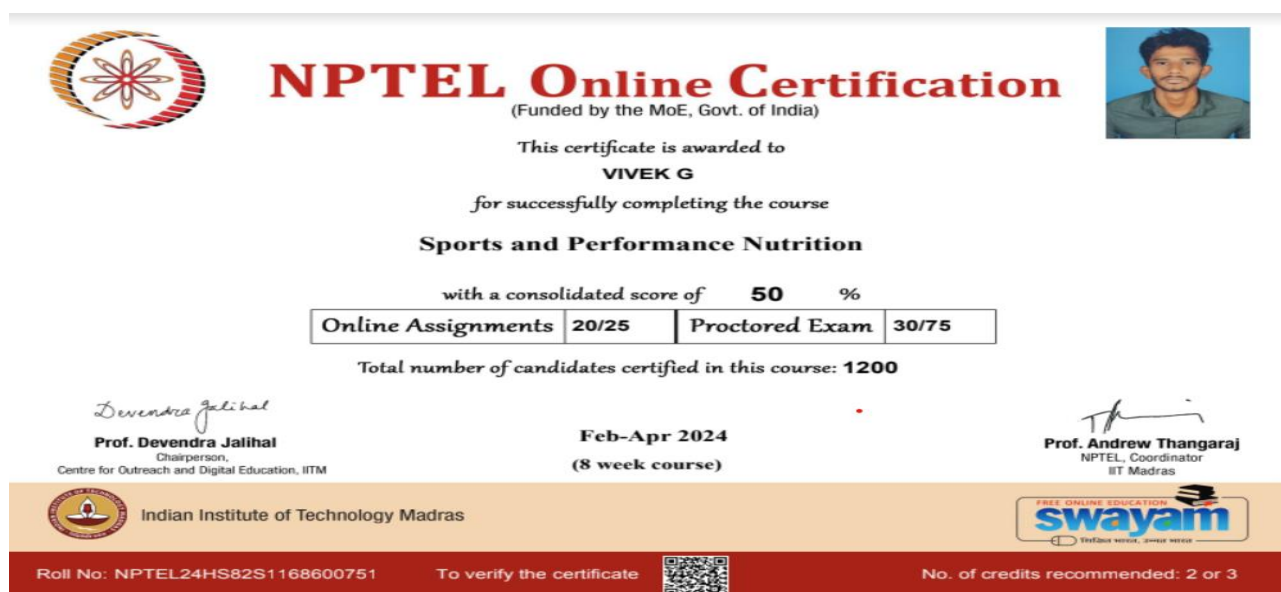 NPTEL Online Certification
(Funded by the MoE, Govt. of India)
This certificate is awarded to
VIVEK G
for successfully completing the course
Sports and Performance Nutrition
with a consolidated score of 50 %
Online Assignments 20/25 Proctored Exam 30/75
Total number of candidates certified in this course: 1200
Devendra Jalihal
Prof. Devendra Jalihal
Chairperson,
Centre for Outreach and Digital Education, IITM
Feb-Apr 2024
(8 week course)
Prof. Andrew Thangaraj
NPTEL, Coordinator
IIT Madras
Indian Institute of Technology Madras
FREE ONLINE EDUCATION
swayam
शिक्षित भारत, उन्नत भारत
Roll No: NPTEL24HS82S1168600751 To verify the certificate No. of credits recommended: 2 or 3